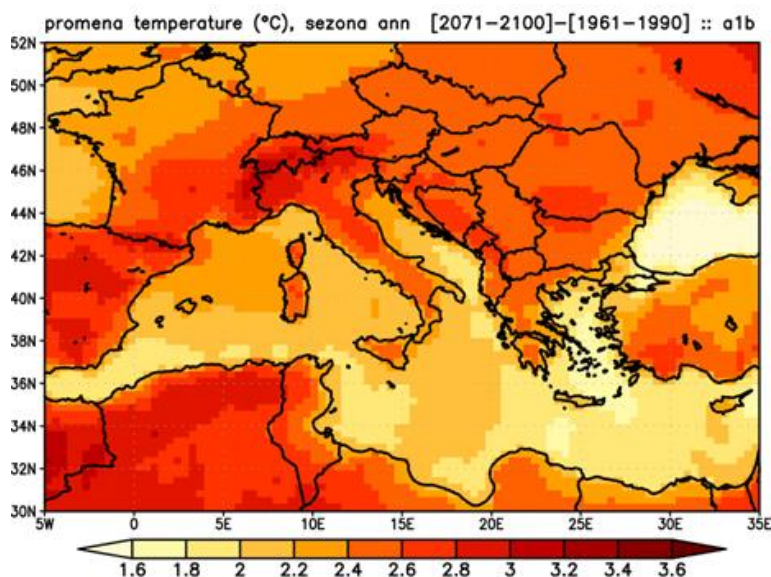 promena temperature (°C), sezona ann [2071-2100]-[1961-1990] :: a1b
52N
50N
48N
46N
44N
42N
40N
38N
36N
34N
32N
30N
5W 0 5E 10E 15E 20E 25E 30E 35E
1.6 1.8 2 2.2 2.4 2.6 2.8 3 3.2 3.4 3.6